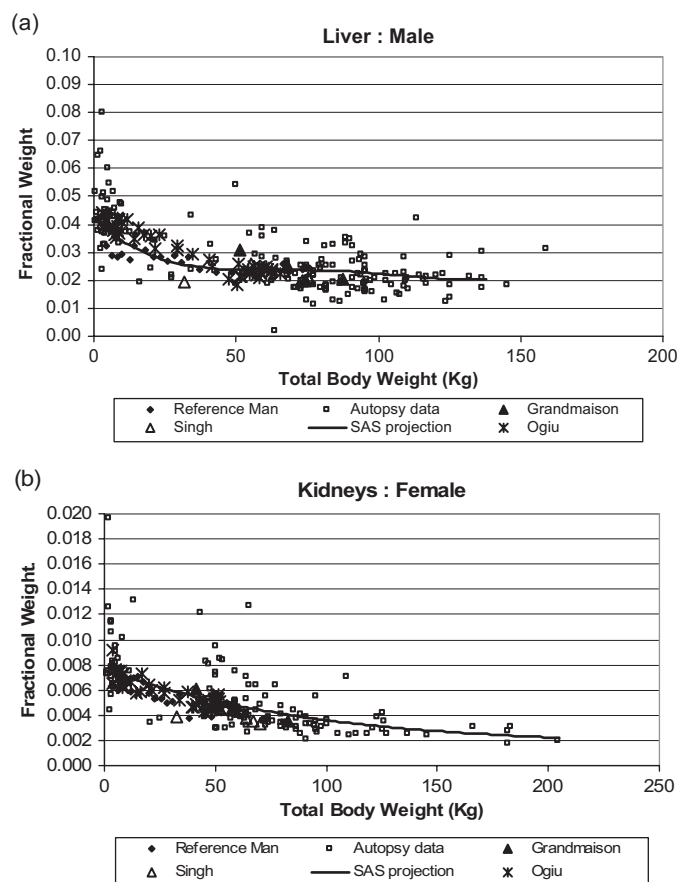 (a)
Liver : Male
0.10
0.09
0.08
0.07
0.06
0.05
0.04
0.03
0.02
0.01
0.00
Fractional Weight
0 50 100 150 200
Total Body Weight (Kg)
Reference Man Autopsy data Grandmaison
Singh SAS projection Ogiu
(b)
Kidneys : Female
0.020
0.018
0.016
0.014
0.012
0.010
0.008
0.006
0.004
0.002
0.000
Fractional Weight.
0 50 100 150 200 250
Total Body Weight (Kg)
Reference Man Autopsy data Grandmaison
Singh SAS projection Ogiu